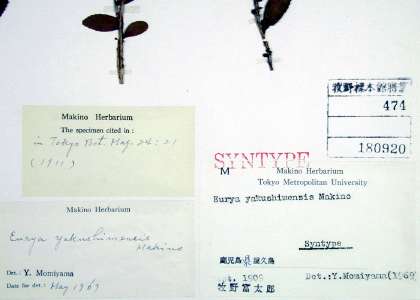 Makino Herbarium
The specimen cited in :
in Tokyo Bot. Mag. 24: 21
(1911)
Makino Herbarium
Eurya yakushimensis
Makino
Det.: Y. Momiyama
Date for det.: May 1969
牧野標本館
474
180920
SYNTYPE
M Makino Herbarium
Tokyo Metropolitan University
Eurya yakushimensis Makino
Syntype
鹿児島県屋久島
1909 Det.:Y.Momiyama(1969
牧野富太郎